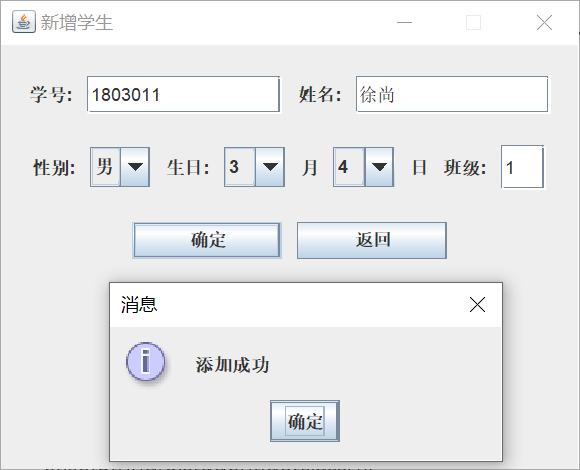 新增学生
学号: 1803011 姓名: 徐尚
性别: 男 生日: 3 月 4 日 班级: 1
确定 返回
消息
添加成功
确定